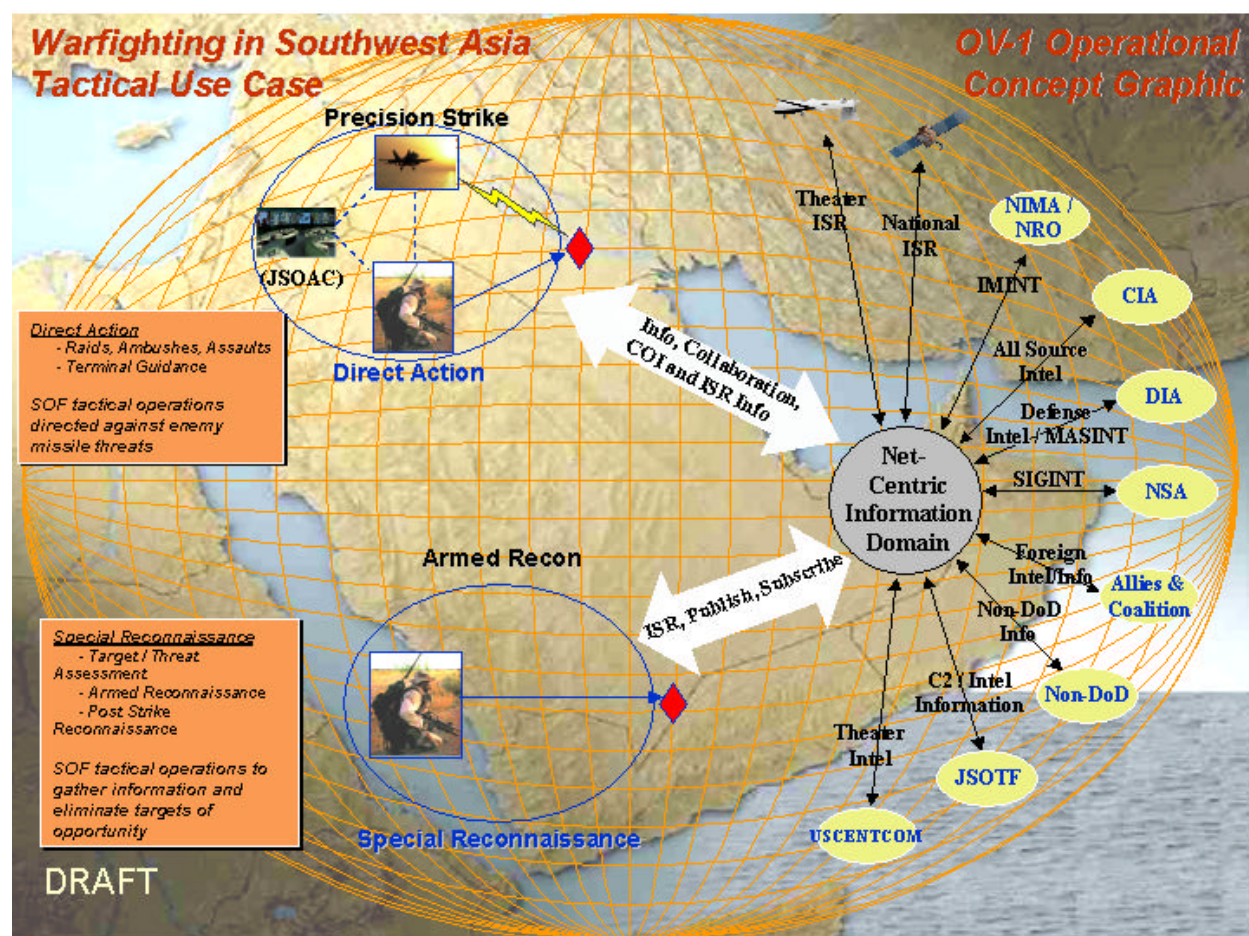 Warfighting in Southwest Asia
Tactical Use Case
OV-1 Operational
Concept Graphic
Precision Strike
(JSOAC)
Direct Action
Direct Action
- Raids, Ambushes, Assaults
- Terminal Guidance
SOF tactical operations
directed against enemy
missile threats
Info, Collaboration,
COI and ISR Info
Theater
ISR
National
ISR
NIMA /
NRO
IMINT
CIA
All Source
Intel
DIA
Defense
Intel / MASINT
Net-
Centric
Information
Domain
SIGINT
NSA
Foreign
Intel/Info
Allies &
Coalition
Non-DoD
Info
Non-DoD
C2 / Intel
Information
JSOTF
Theater
Intel
USCENTCOM
Armed Recon
ISR, Publish, Subscribe
Special Reconnaissance
Special Reconnaissance
- Target / Threat
Assessment
- Armed Reconnaissance
- Post Strike
Reconnaissance
SOF tactical operations to
gather information and
eliminate targets of
opportunity
DRAFT